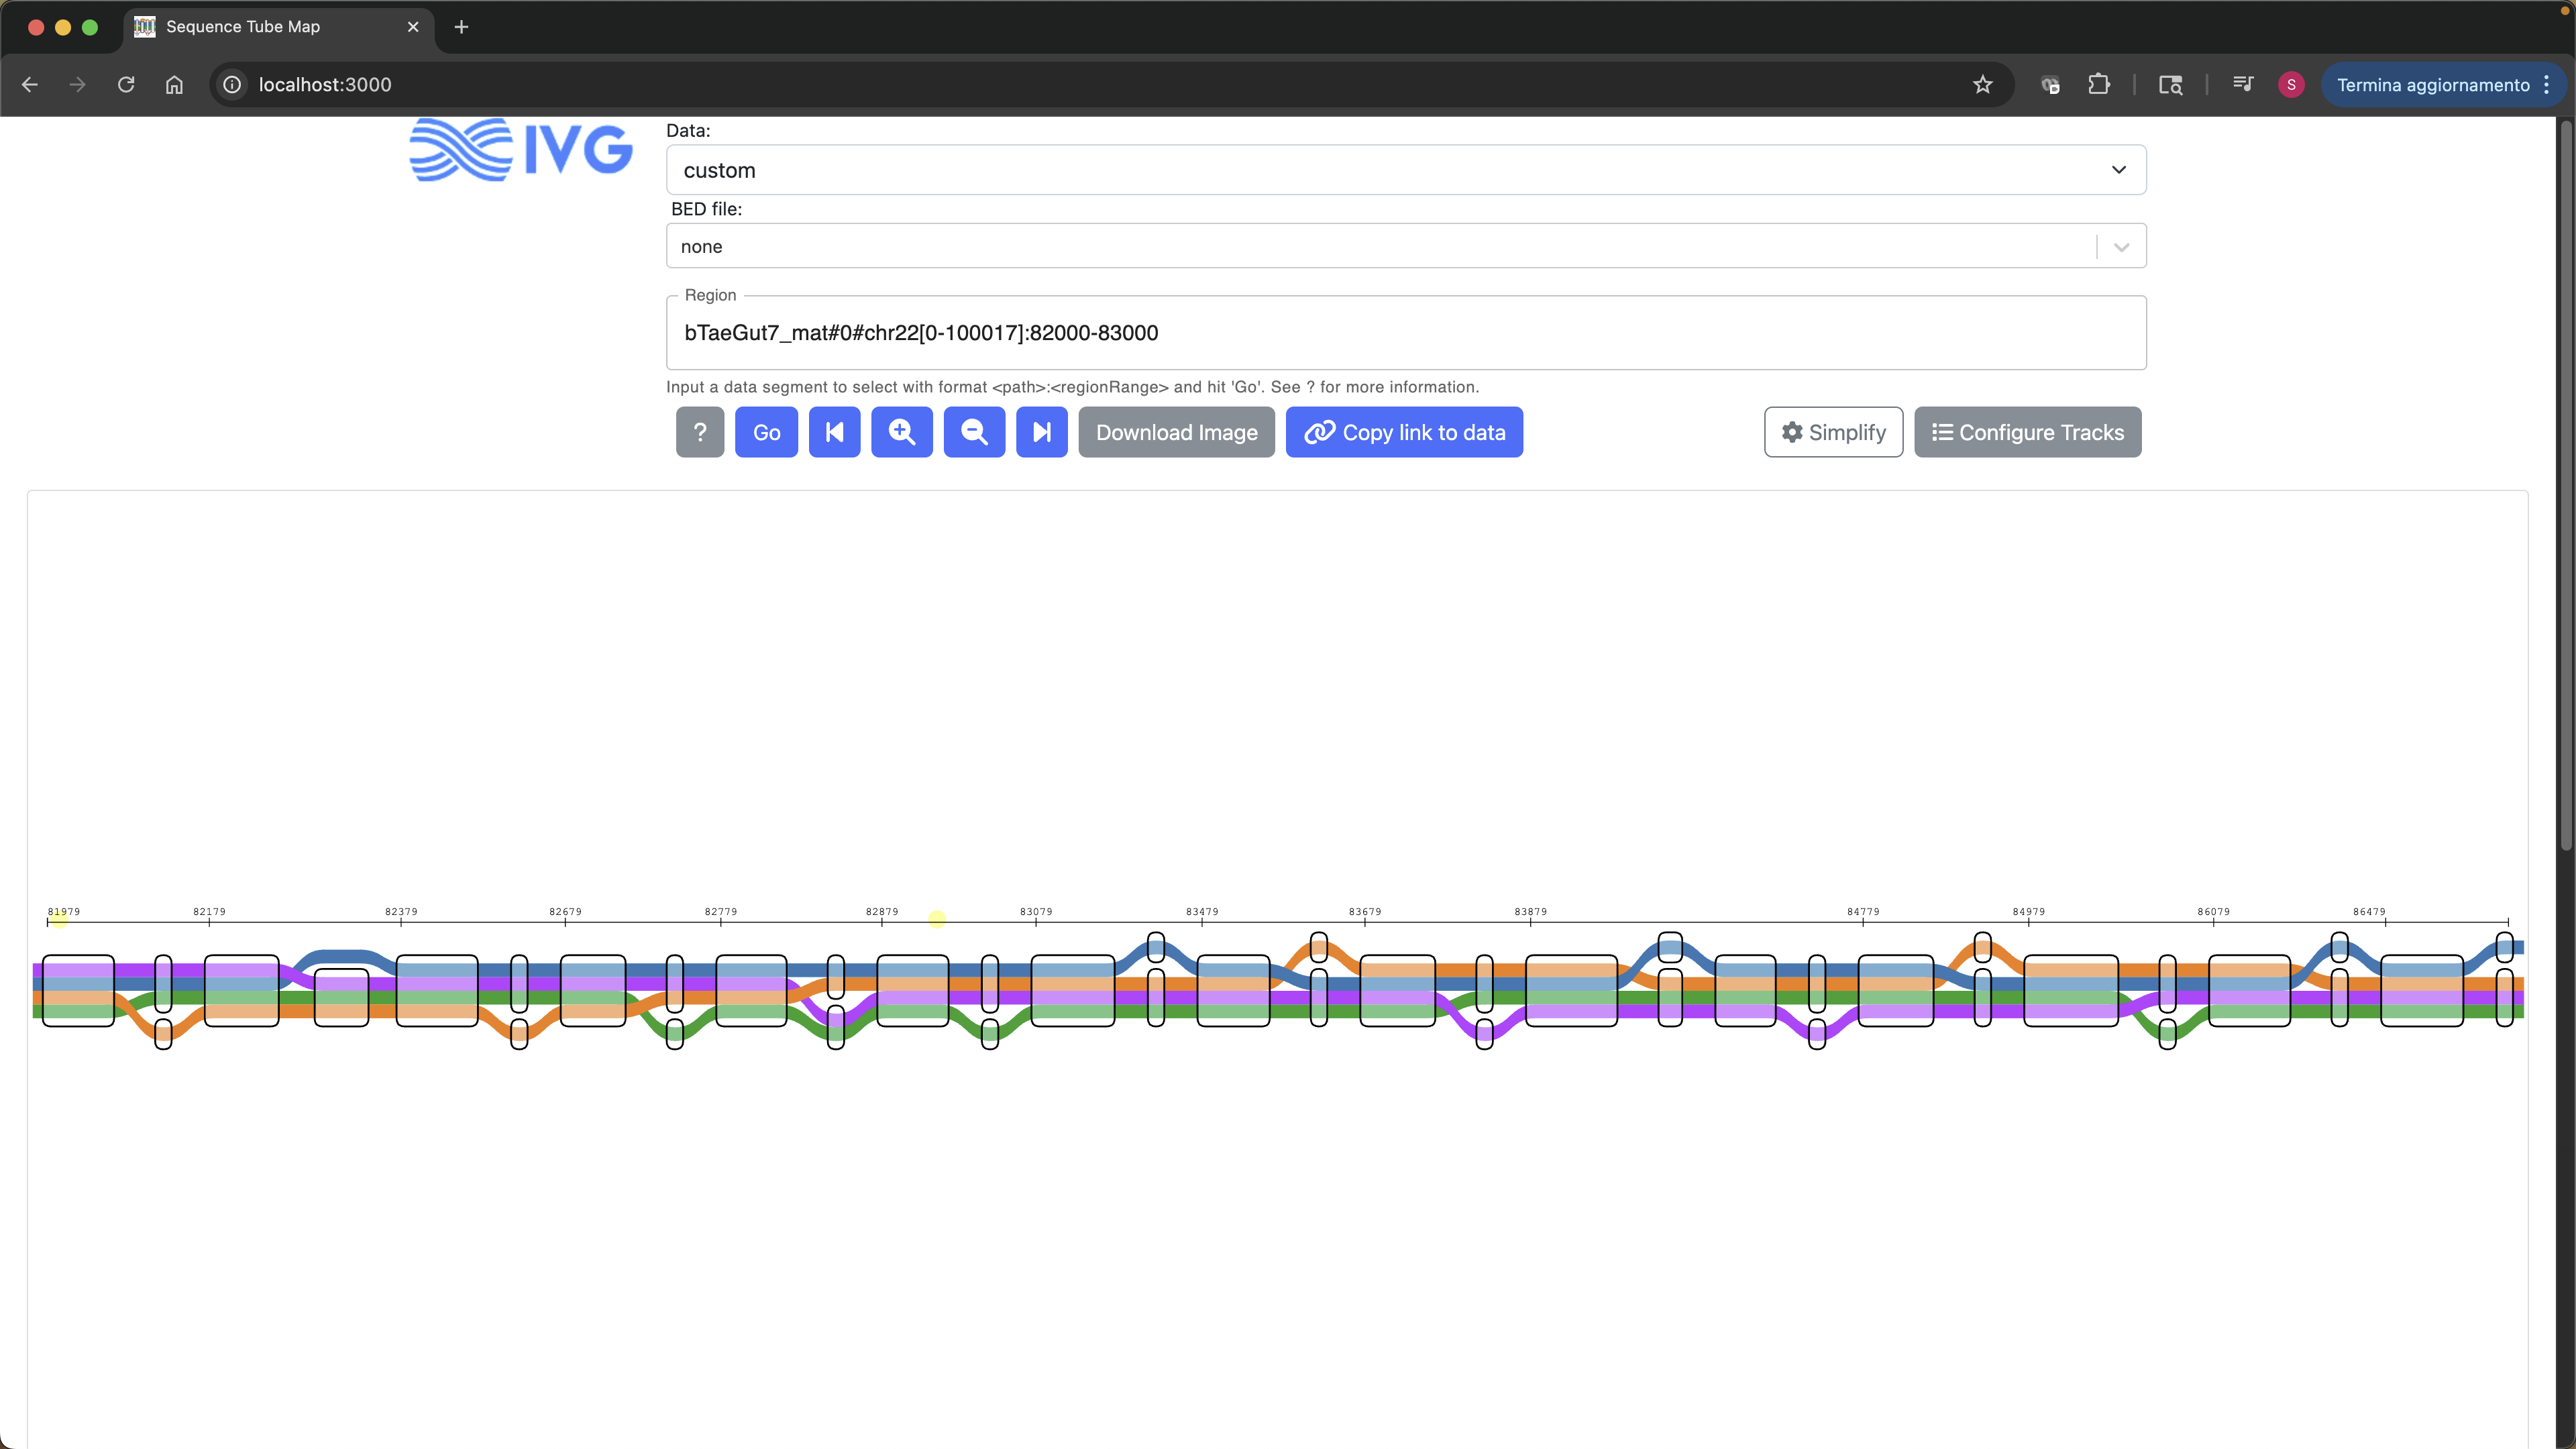 Sequence Tube Map
localhost:3000
S
Termina aggiornamento
IVG
Data:
custom
BED file:
none
Region
bTaeGut7_mat#0#chr22[0-100017]:82000-83000
Input a data segment to select with format <path>:<regionRange> and hit 'Go'. See ? for more information.
? Go Download Image Copy link to data Simplify Configure Tracks
81979 82179 82379 82679 82779 82879 83079 83479 83679 83879 84779 84979 86079 86479